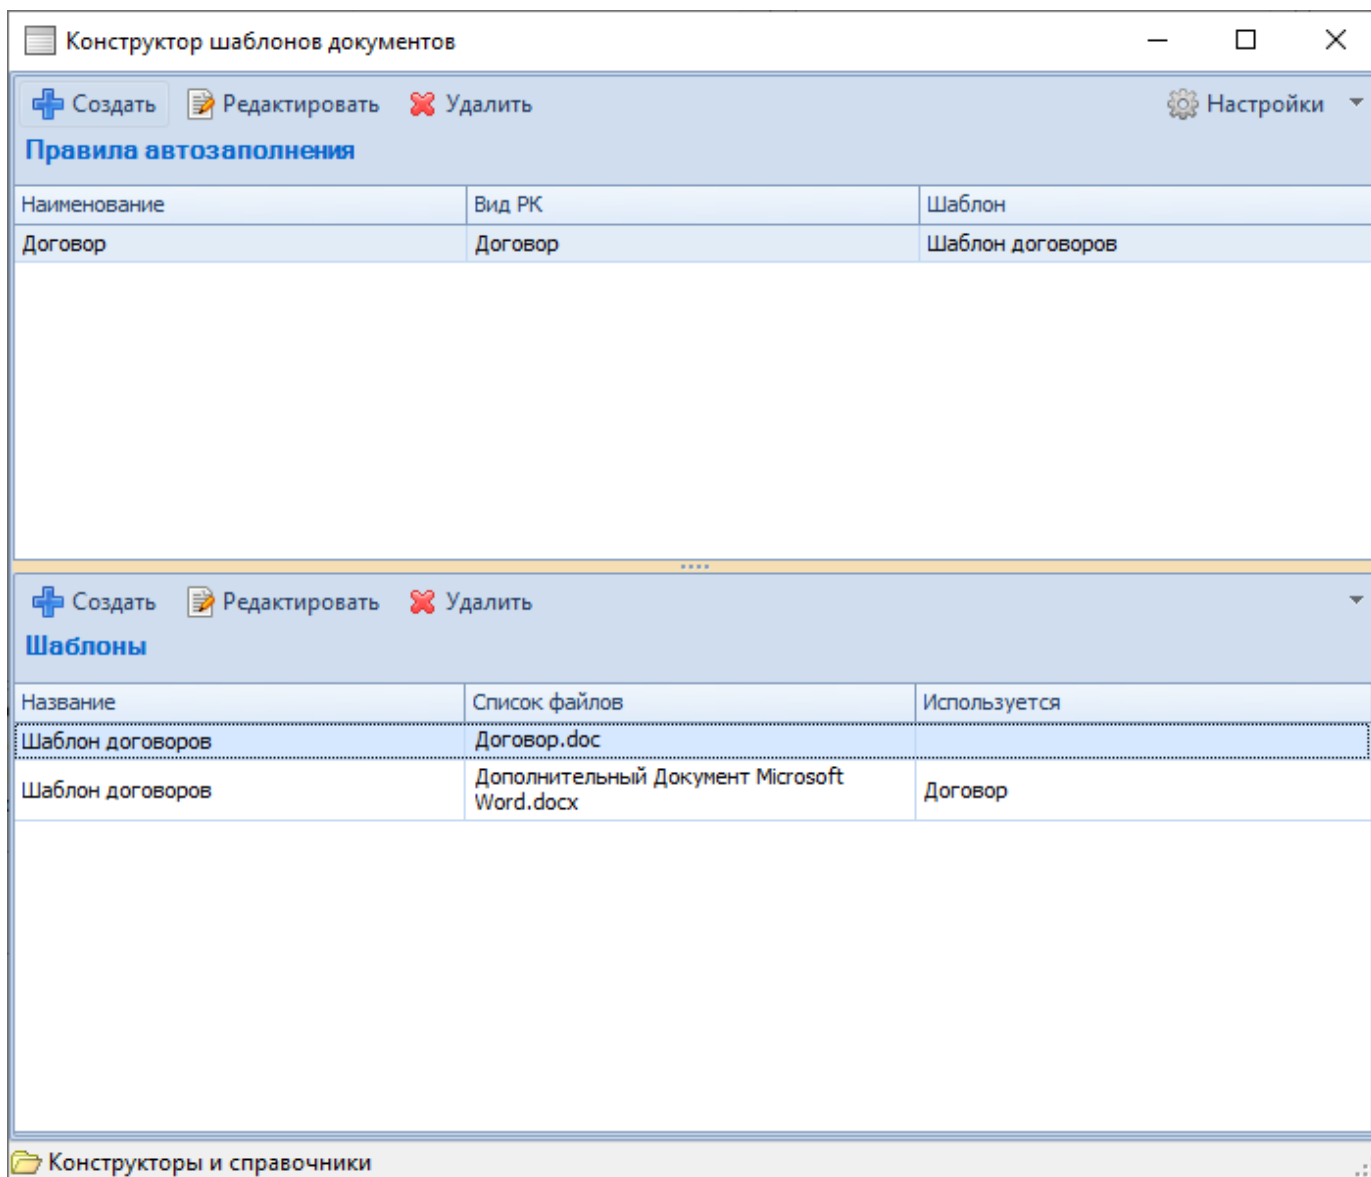 Конструктор шаблонов документов
Создать Редактировать Удалить Настройки
Правила автозаполнения
Наименование Вид РК Шаблон
Договор Договор Шаблон договоров
Создать Редактировать Удалить
Шаблоны
Название Список файлов Используется
Шаблон договоров Договор.doc
Шаблон договоров Дополнительный Документ Microsoft Договор
Word.docx
Конструкторы и справочники